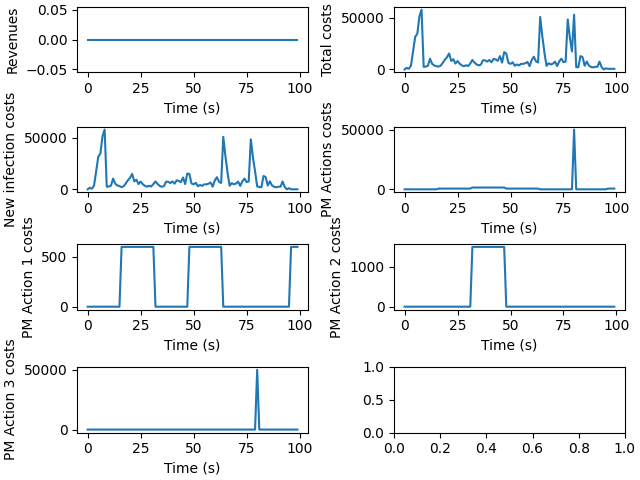 Revenues
0.05
0.00
−0.05
0 25 50 75 100
Time (s)
Total costs
50000
0
0 25 50 75 100
Time (s)
New infection costs
50000
0
0 25 50 75 100
Time (s)
PM Actions costs
50000
0
0 25 50 75 100
Time (s)
PM Action 1 costs
500
0
0 25 50 75 100
Time (s)
PM Action 2 costs
1000
0
0 25 50 75 100
Time (s)
PM Action 3 costs
50000
0
0 25 50 75 100
Time (s)
1.0
0.5
0.0
0.0 0.2 0.4 0.6 0.8 1.0